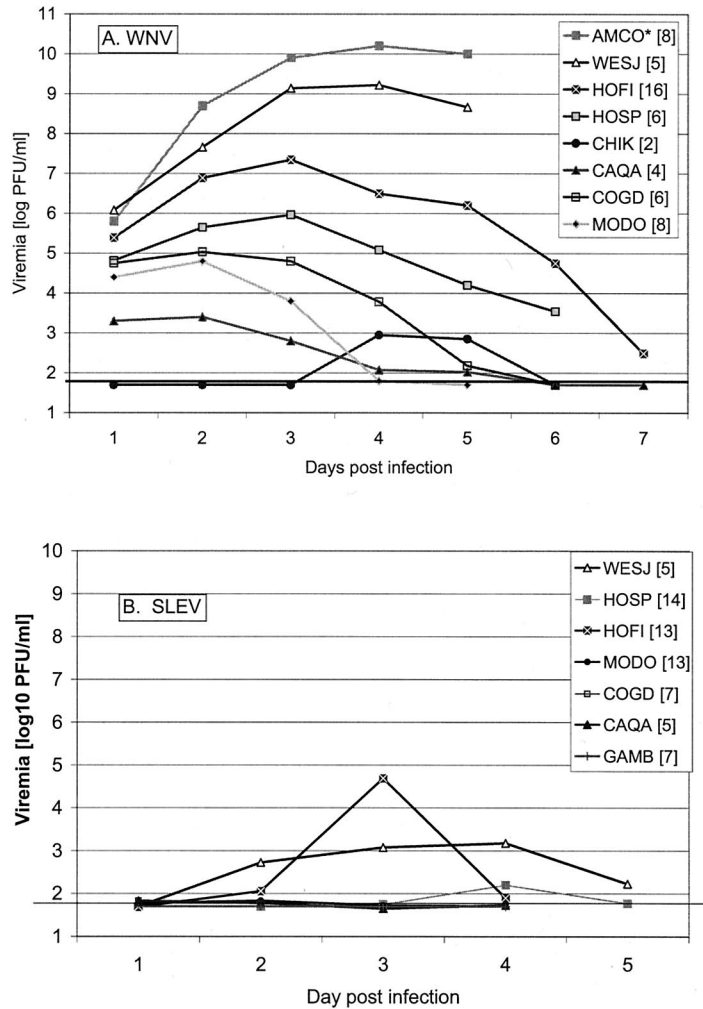 A. WNV
11
10
9
8
7
6
5
4
3
2
1
Viremia [log PFU/ml]
1 2 3 4 5 6 7
Days post infection
AMCO* [8]
WESJ [5]
HOFI [16]
HOSP [6]
CHIK [2]
CAQA [4]
COGD [6]
MODO [8]
B. SLEV
10
9
8
7
6
5
4
3
2
1
Viremia [log10 PFU/ml]
1 2 3 4 5
Day post infection
WESJ [5]
HOSP [14]
HOFI [13]
MODO [13]
COGD [7]
CAQA [5]
GAMB [7]